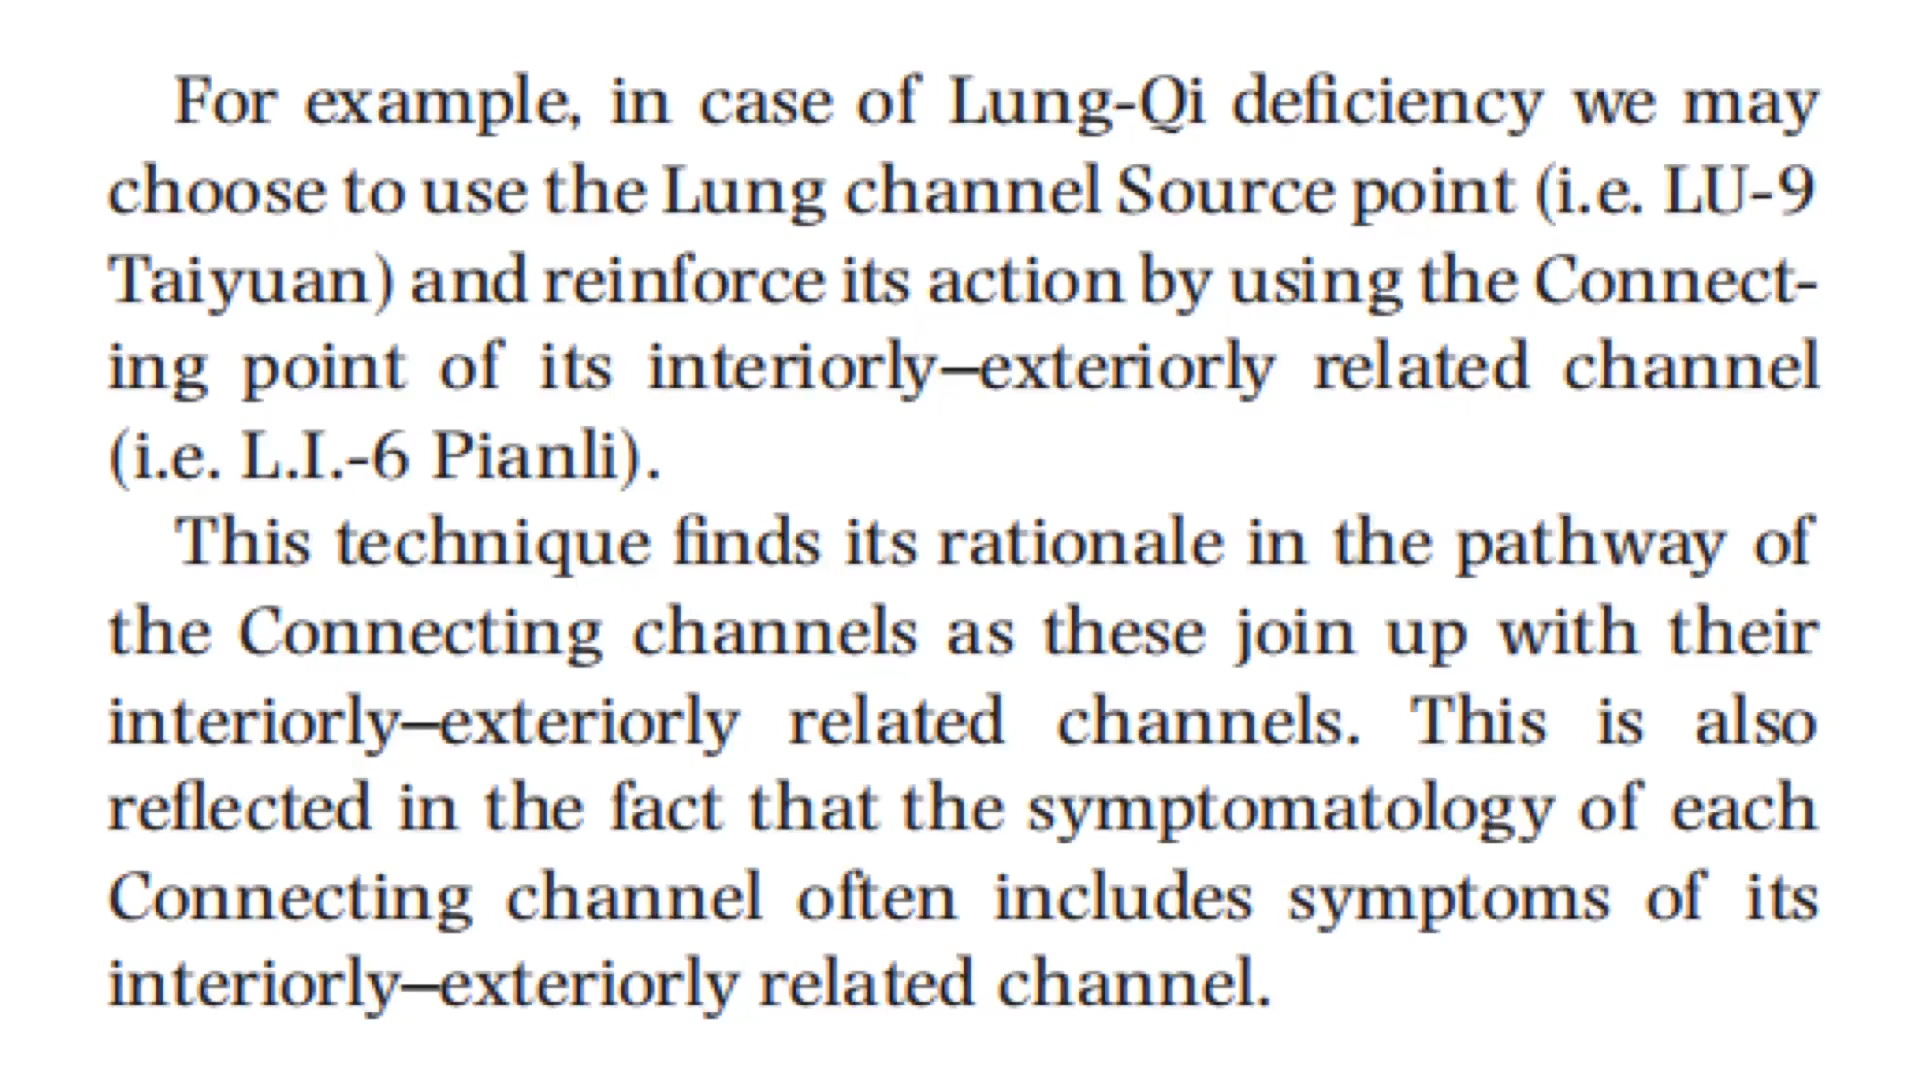 For example, in case of Lung-Qi deficiency we may
choose to use the Lung channel Source point (i.e. LU-9
Taiyuan) and reinforce its action by using the Connect-
ing point of its interiorly–exteriorly related channel
(i.e. L.I.-6 Pianli).
This technique finds its rationale in the pathway of
the Connecting channels as these join up with their
interiorly–exteriorly related channels. This is also
reflected in the fact that the symptomatology of each
Connecting channel often includes symptoms of its
interiorly–exteriorly related channel.